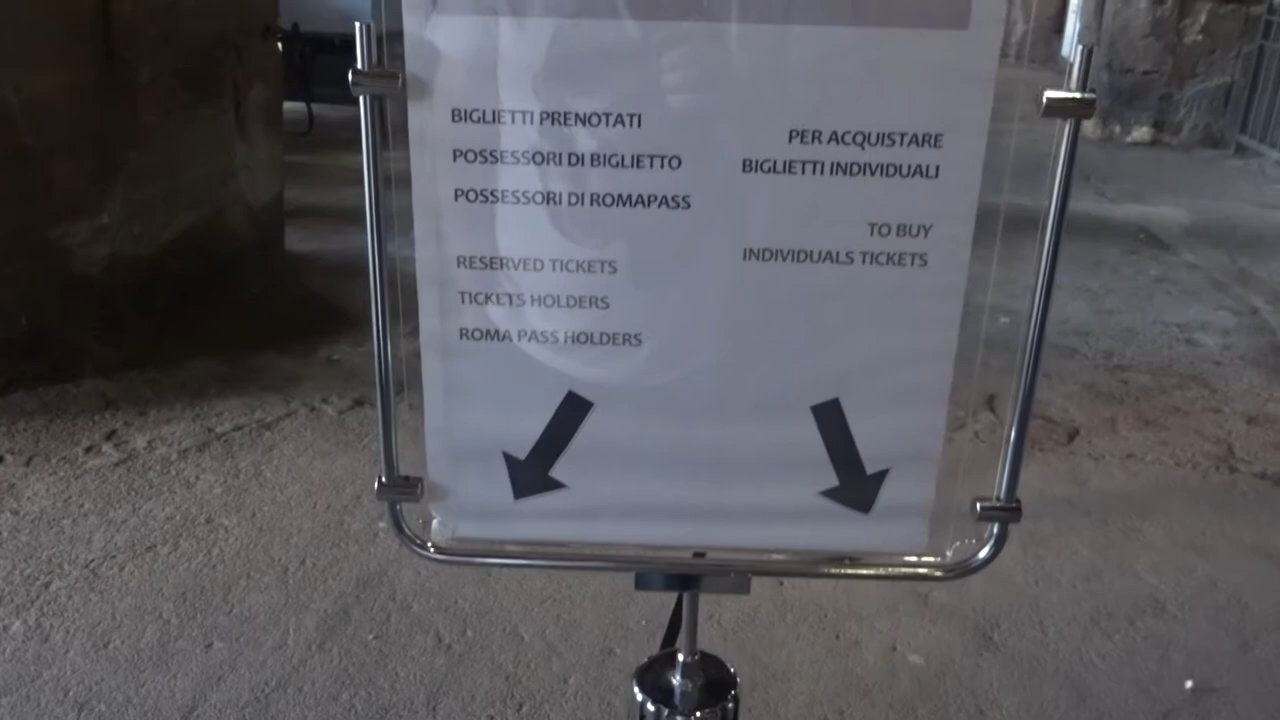 BIGLIETTI PRENOTATI
POSSESSORI DI BIGLIETTO
POSSESSORI DI ROMAPASS
RESERVED TICKETS
TICKETS HOLDERS
ROMA PASS HOLDERS
PER ACQUISTARE
BIGLIETTI INDIVIDUALI
TO BUY
INDIVIDUALS TICKETS